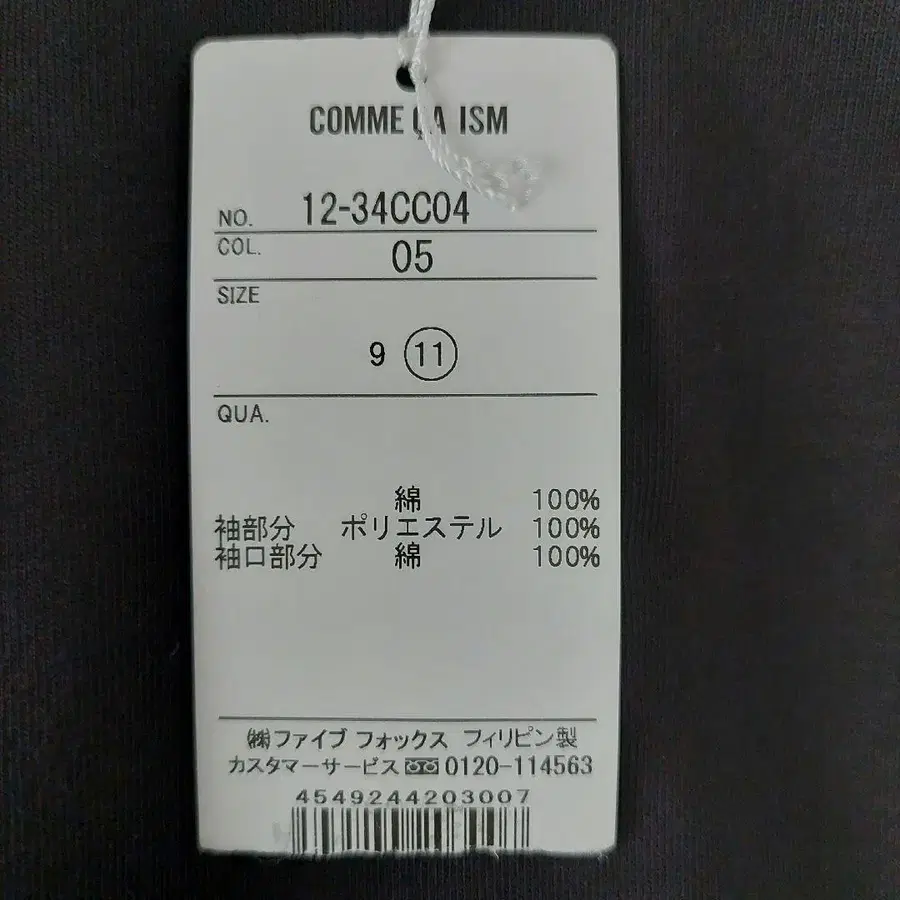 COMME ÇA ISM
NO. 12-34CC04
COL. 05
SIZE
9 11
QUA.
綿 100%
袖部分 ポリエステル 100%
袖口部分 綿 100%
㈱ファイブ フォックス フィリピン製
カスタマーサービス 0120-114563
4549244203007